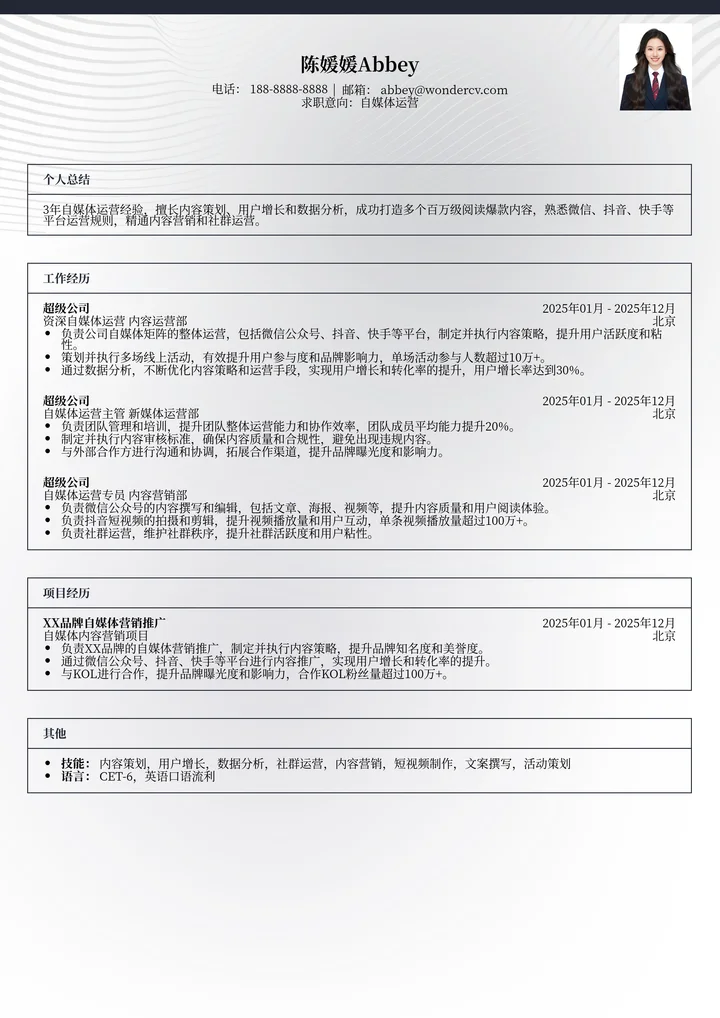 陈媛媛Abbey
电话： 188-8888-8888 | 邮箱： abbey@wondercv.com
求职意向：自媒体运营
个人总结
3年自媒体运营经验，擅长内容策划、用户增长和数据分析，成功打造多个百万级阅读爆款内容，熟悉微信、抖音、快手等
平台运营规则，精通内容营销和社群运营。
工作经历
超级公司 2025年01月 - 2025年12月
资深自媒体运营 内容运营部 北京
• 负责公司自媒体矩阵的整体运营，包括微信公众号、抖音、快手等平台，制定并执行内容策略，提升用户活跃度和粘
性。
• 策划并执行多场线上活动，有效提升用户参与度和品牌影响力，单场活动参与人数超过10万+。
• 通过数据分析，不断优化内容策略和运营手段，实现用户增长和转化率的提升，用户增长率达到30%。
超级公司 2025年01月 - 2025年12月
自媒体运营主管 新媒体运营部 北京
• 负责团队管理和培训，提升团队整体运营能力和协作效率，团队成员平均能力提升20%。
• 制定并执行内容审核标准，确保内容质量和合规性，避免出现违规内容。
• 与外部合作方进行沟通和协调，拓展合作渠道，提升品牌曝光度和影响力。
超级公司 2025年01月 - 2025年12月
自媒体运营专员 内容营销部 北京
• 负责微信公众号的内容撰写和编辑，包括文章、海报、视频等，提升内容质量和用户阅读体验。
• 负责抖音短视频的拍摄和剪辑，提升视频播放量和用户互动，单条视频播放量超过100万+。
• 负责社群运营，维护社群秩序，提升社群活跃度和用户粘性。
项目经历
XX品牌自媒体营销推广 2025年01月 - 2025年12月
自媒体内容营销项目 北京
• 负责XX品牌的自媒体营销推广，制定并执行内容策略，提升品牌知名度和美誉度。
• 通过微信公众号、抖音、快手等平台进行内容推广，实现用户增长和转化率的提升。
• 与KOL进行合作，提升品牌曝光度和影响力，合作KOL粉丝量超过100万+。
其他
• 技能： 内容策划，用户增长，数据分析，社群运营，内容营销，短视频制作，文案撰写，活动策划
• 语言： CET-6，英语口语流利